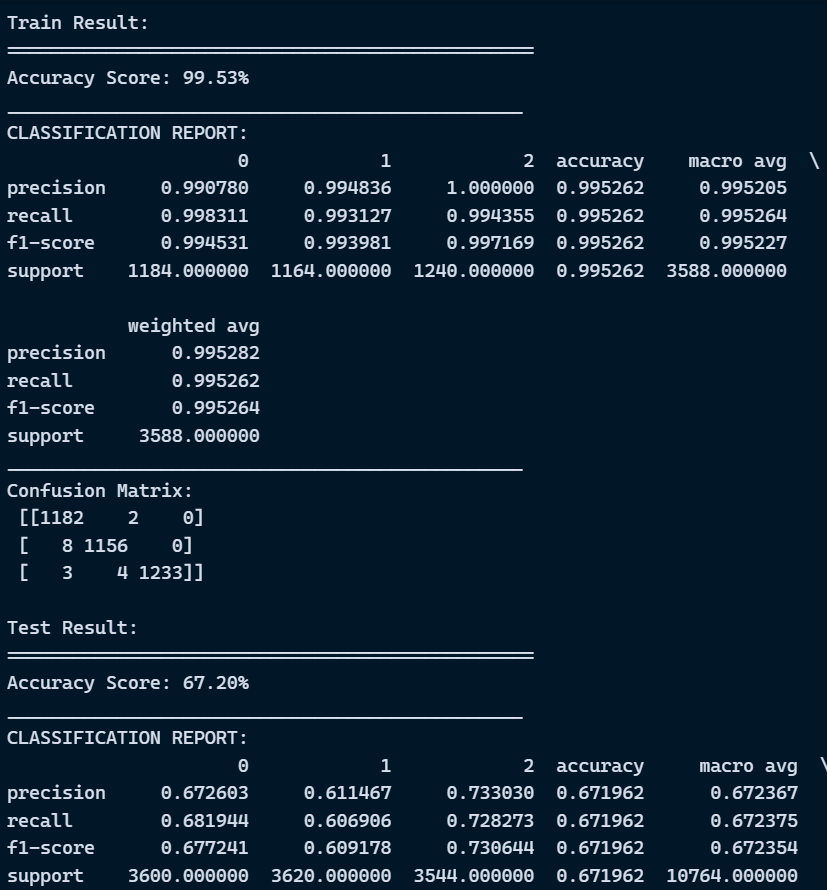 Train Result:
================================================
Accuracy Score: 99.53%
_______________________________________________
CLASSIFICATION REPORT:
                     0            1            2  accuracy    macro avg  \
precision     0.990780     0.994836     1.000000  0.995262     0.995205
recall        0.998311     0.993127     0.994355  0.995262     0.995264
f1-score      0.994531     0.993981     0.997169  0.995262     0.995227
support    1184.000000  1164.000000  1240.000000  0.995262  3588.000000

           weighted avg
precision      0.995282
recall         0.995262
f1-score       0.995264
support     3588.000000
_______________________________________________
Confusion Matrix:
 [[1182    2    0]
 [   8 1156    0]
 [   3    4 1233]]

Test Result:
================================================
Accuracy Score: 67.20%
_______________________________________________
CLASSIFICATION REPORT:
                     0            1            2  accuracy     macro avg  \
precision     0.672603     0.611467     0.733030  0.671962      0.672367
recall        0.681944     0.606906     0.728273  0.671962      0.672375
f1-score      0.677241     0.609178     0.730644  0.671962      0.672354
support    3600.000000  3620.000000  3544.000000  0.671962  10764.000000